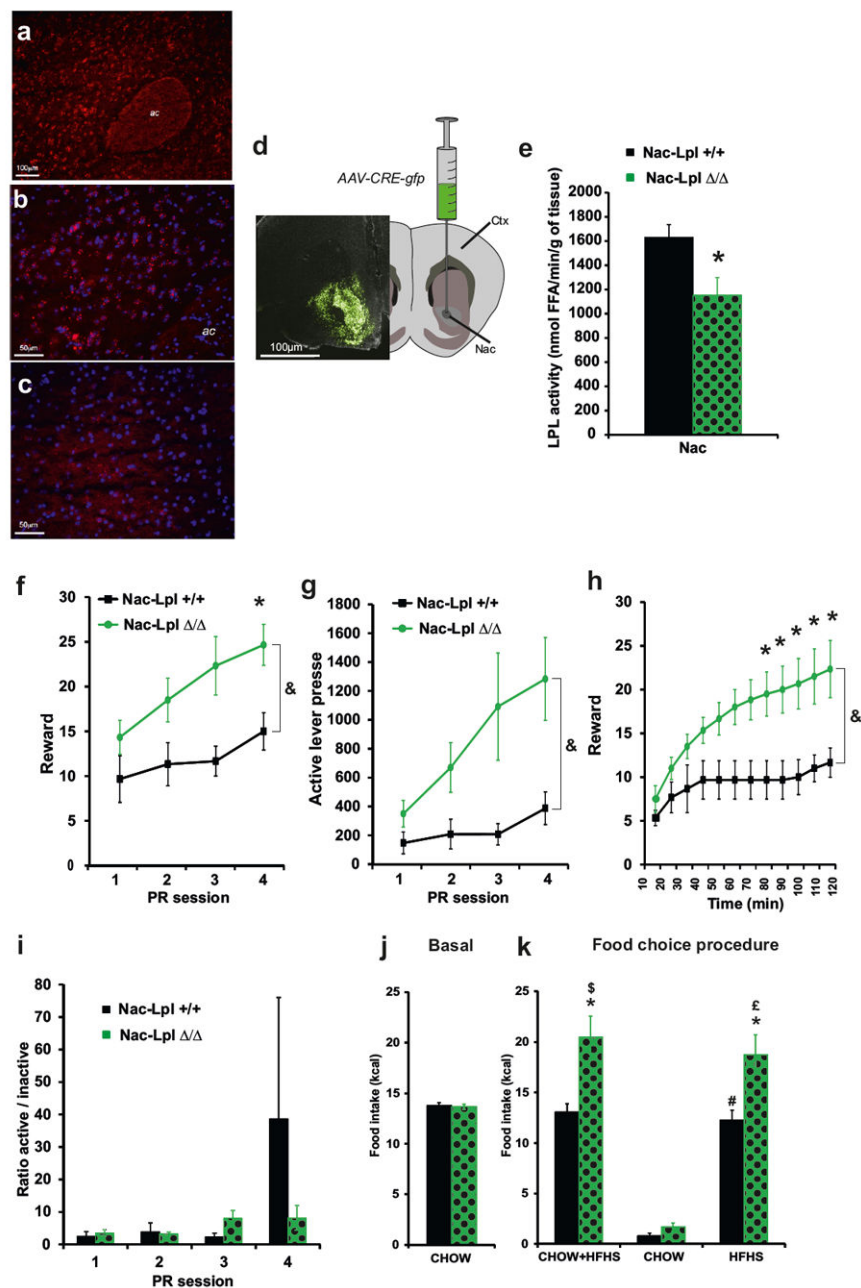 a
ac
100µm
b
ac
50µm
c
50µm
d
AAV-CRE-gfp
Ctx
100µm
Nac
e
Nac-Lpl +/+
Nac-Lpl Δ/Δ
LPL activity (nmol FFA/min/g of tissue)
2000
1800
1600
1400
1200
1000
800
600
400
200
0
*
Nac
f
Nac-Lpl +/+
Nac-Lpl Δ/Δ
Reward
30
25
20
15
10
5
0
*
&
1 2 3 4
PR session
g
Nac-Lpl +/+
Nac-Lpl Δ/Δ
Active lever presse
1800
1600
1400
1200
1000
800
600
400
200
0
&
1 2 3 4
PR session
h
Reward
30
25
20
15
10
5
0
* * * * *
&
10 20 30 40 50 60 70 80 90 100 110 120
Time (min)
i
Nac-Lpl +/+
Nac-Lpl Δ/Δ
Ratio active / inactive
80
70
60
50
40
30
20
10
0
1 2 3 4
PR session
j
Basal
Food intake (kcal)
25
20
15
10
5
0
CHOW
k
Food choice procedure
Food intake (kcal)
25
20
15
10
5
0
$
*
#
£
*
CHOW+HFHS CHOW HFHS